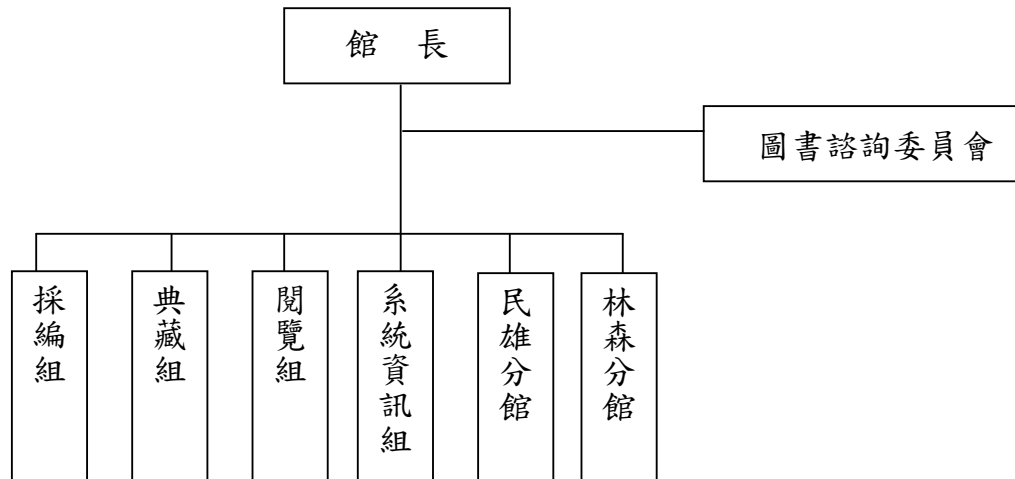 館　長
圖書諮詢委員會
採編組
典藏組
閱覽組
系統資訊組
民雄分館
林森分館